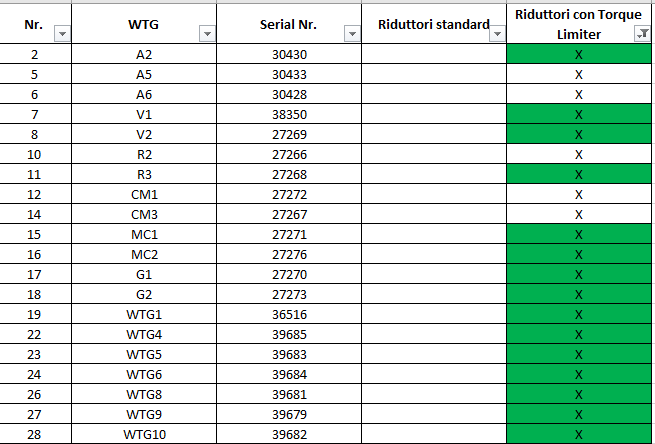 Nr. WTG Serial Nr. Riduttori standard Riduttori con Torque Limiter
2 A2 30430 X
5 A5 30433 X
6 A6 30428 X
7 V1 38350 X
8 V2 27269 X
10 R2 27266 X
11 R3 27268 X
12 CM1 27272 X
14 CM3 27267 X
15 MC1 27271 X
16 MC2 27276 X
17 G1 27270 X
18 G2 27273 X
19 WTG1 36516 X
22 WTG4 39685 X
23 WTG5 39683 X
24 WTG6 39684 X
26 WTG8 39681 X
27 WTG9 39679 X
28 WTG10 39682 X